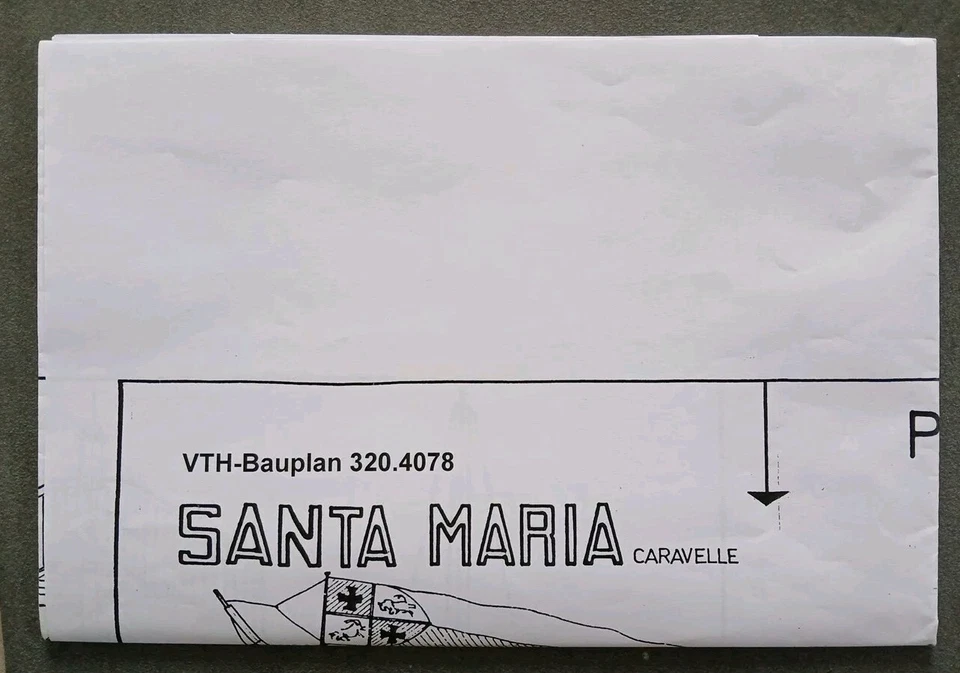 P
VTH-Bauplan 320.4078
SANTA MARIA CARAVELLE